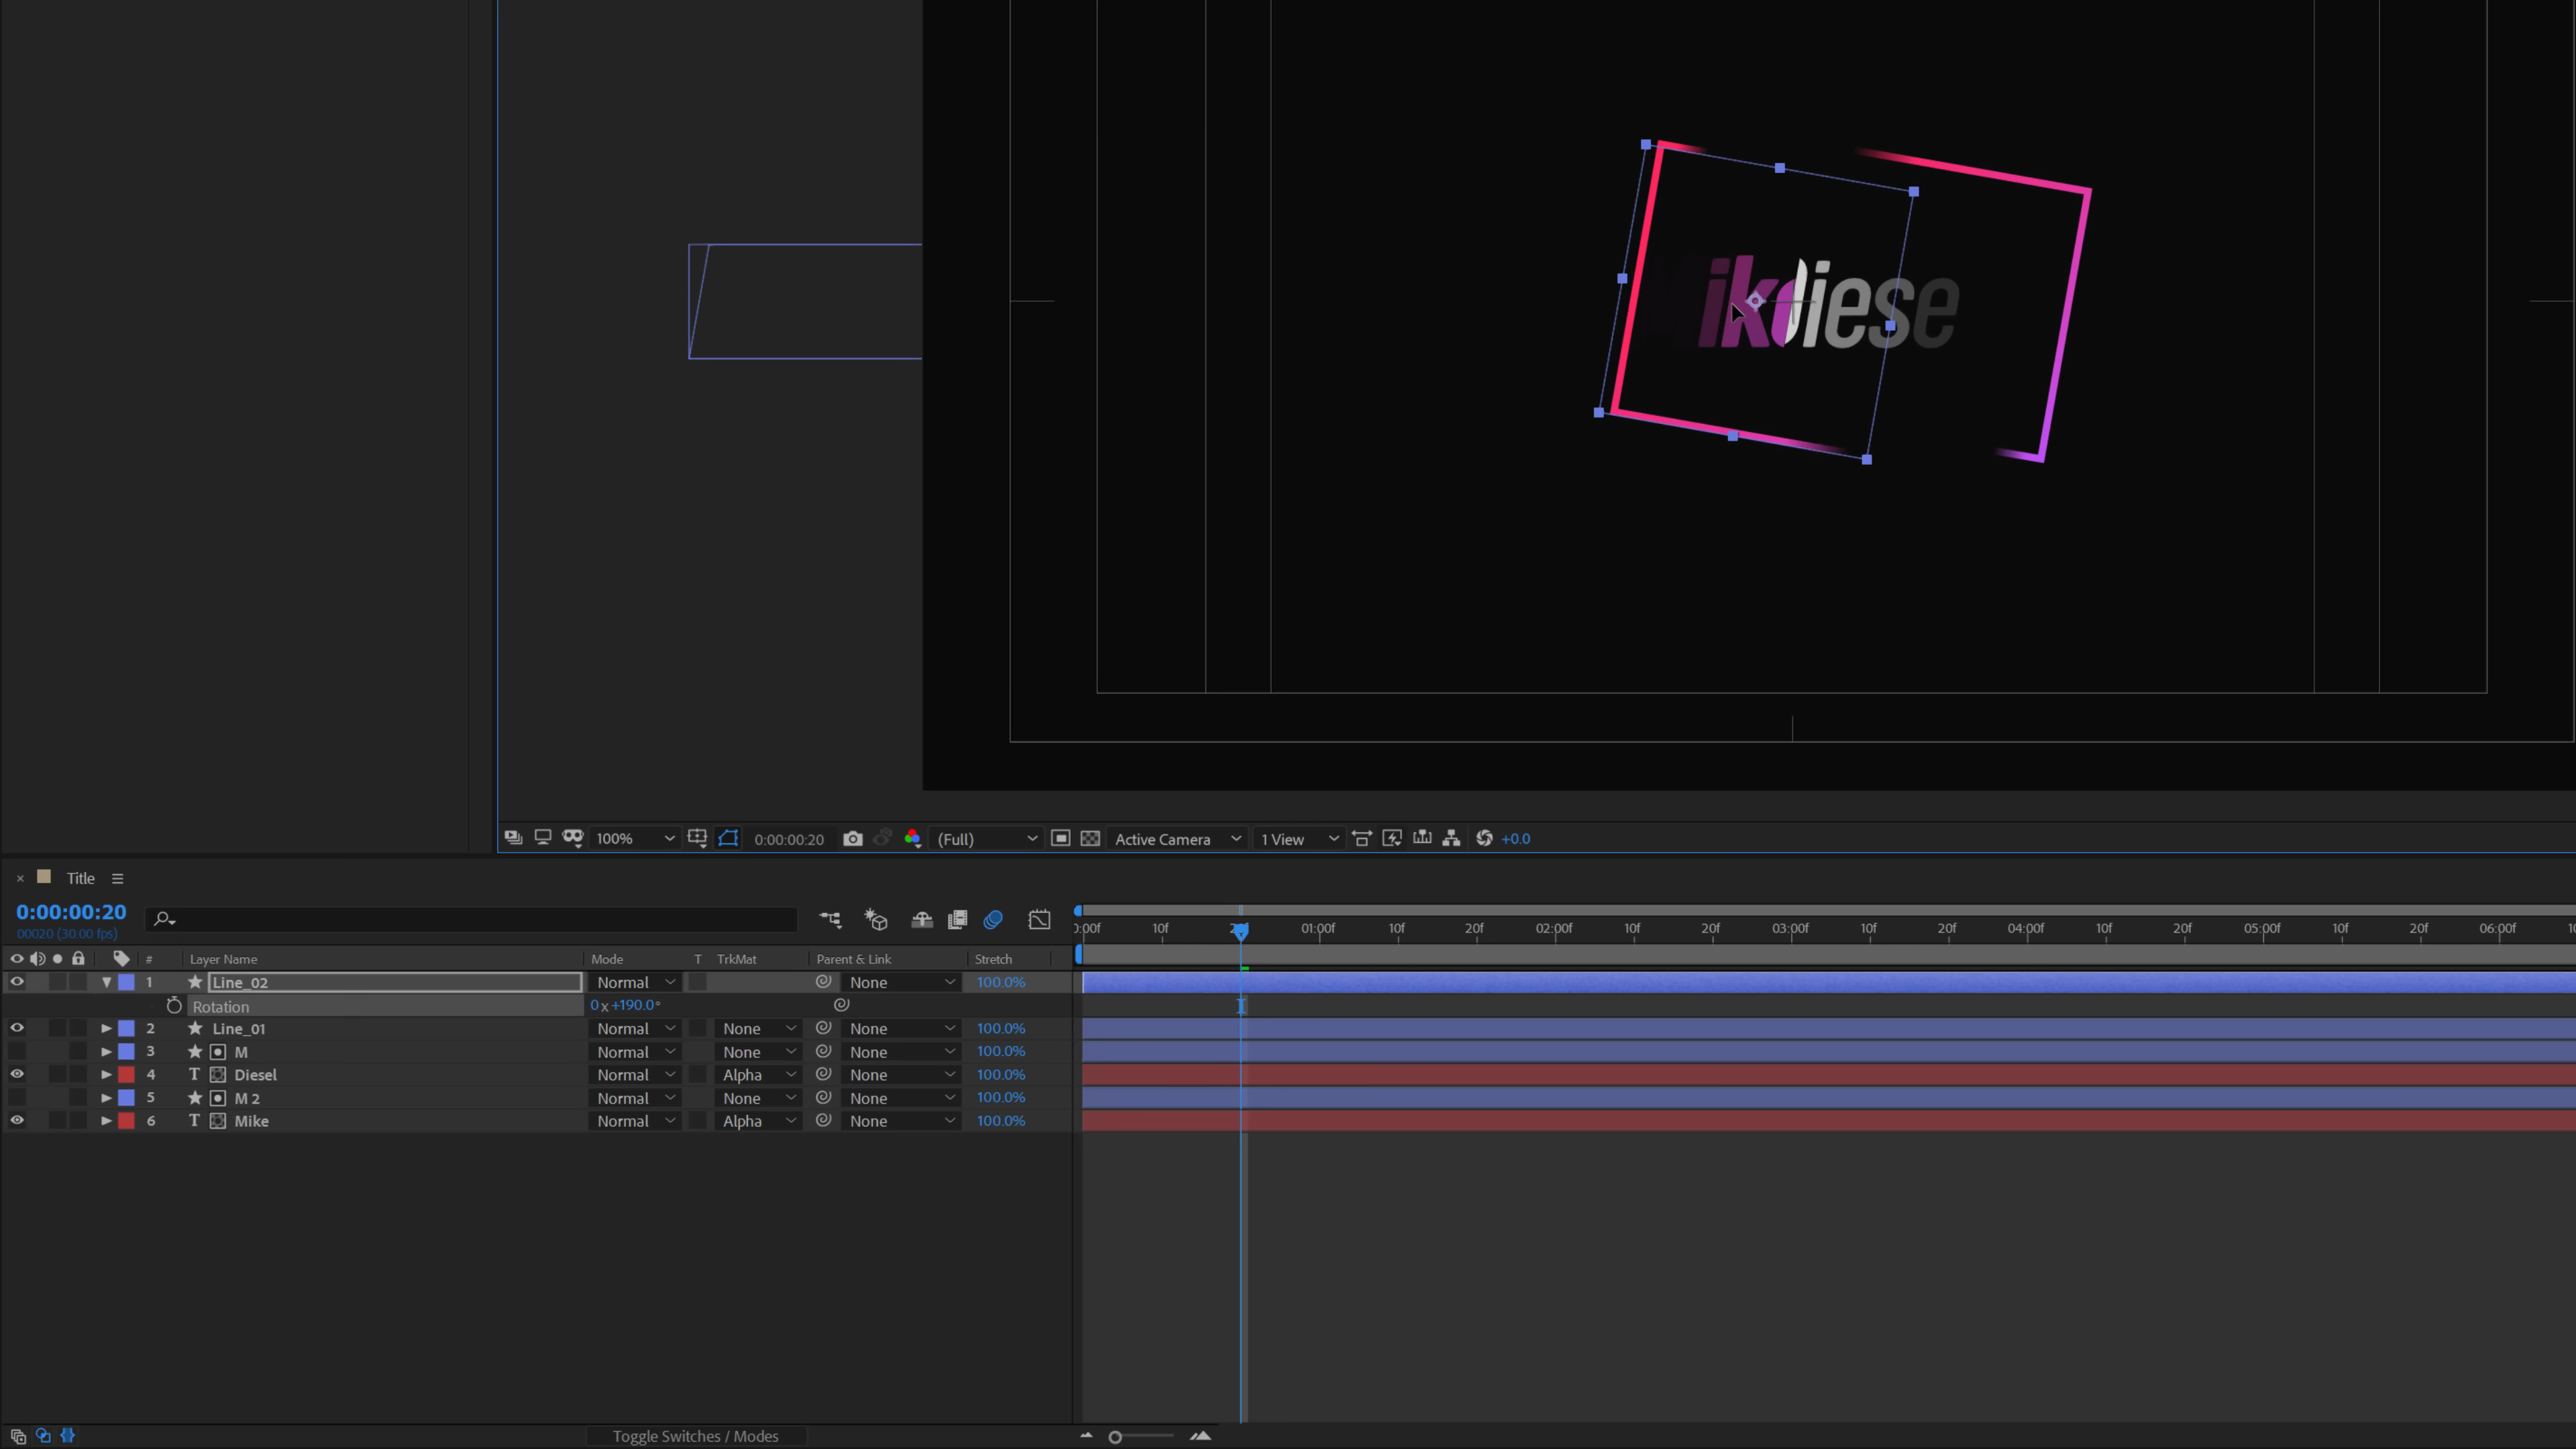 ikdiese
100% 0:00:00:20 (Full) Active Camera 1 View +0.0
× Title
0:00:00:20
00020 (30.00 fps)
:00f 10f 20f 01:00f 10f 20f 02:00f 10f 20f 03:00f 10f 20f 04:00f 10f 20f 05:00f 10f 20f 06:00f
# Layer Name Mode T TrkMat Parent & Link Stretch
1 Line_02 Normal None 100.0%
Rotation 0x+190.0°
2 Line_01 Normal None None 100.0%
3 M Normal None None 100.0%
4 T Diesel Normal Alpha None 100.0%
5 M 2 Normal None None 100.0%
6 T Mike Normal Alpha None 100.0%
Toggle Switches / Modes